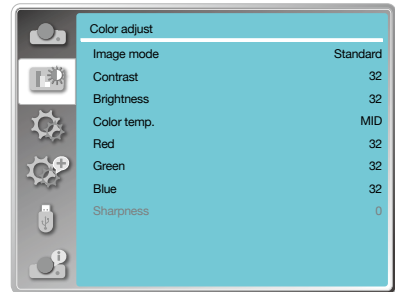 Color adjust
Image mode Standard
Contrast 32
Brightness 32
Color temp. MID
Red 32
Green 32
Blue 32
Sharpness 0